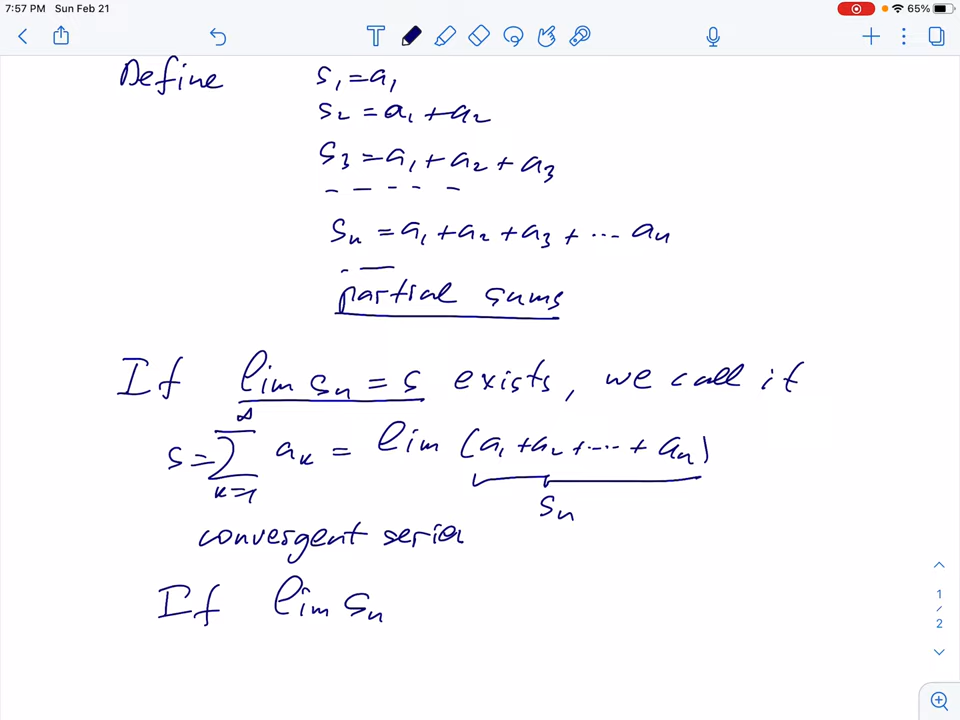 7:57 PM Sun Feb 21 65%
Define s₁ = a₁
s₂ = a₁ + a₂
s₃ = a₁ + a₂ + a₃
- - - - -
sₙ = a₁ + a₂ + a₃ + ... aₙ
partial sums
If lim sₙ = s exists, we call it
s = ∑_{k=1}^{∞} aₖ = lim (a₁ + a₂ + ... + aₙ)
sₙ
convergent series
If lim sₙ
1
/
2